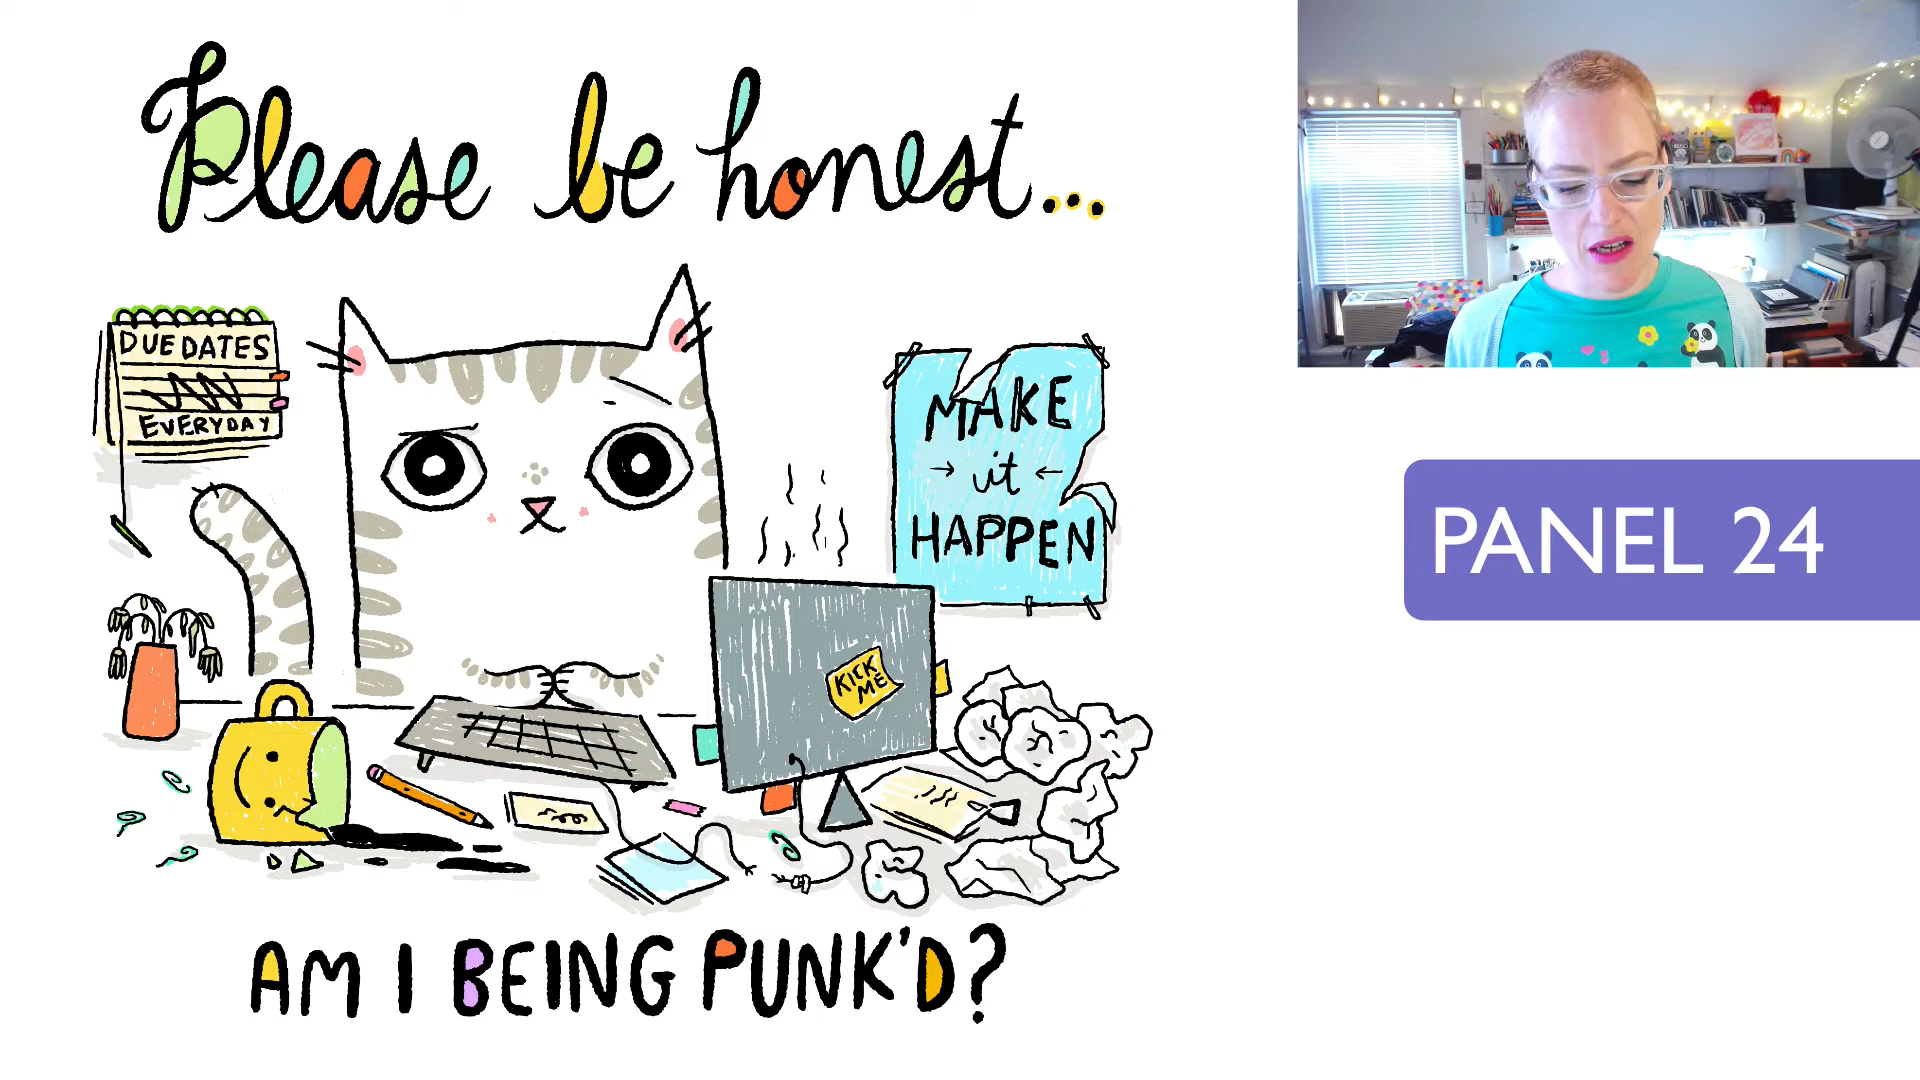 Please be honest...
DUE DATES
EVERYDAY
MAKE
it
HAPPEN
KICK
ME
AM I BEING PUNK'D?
PANEL 24